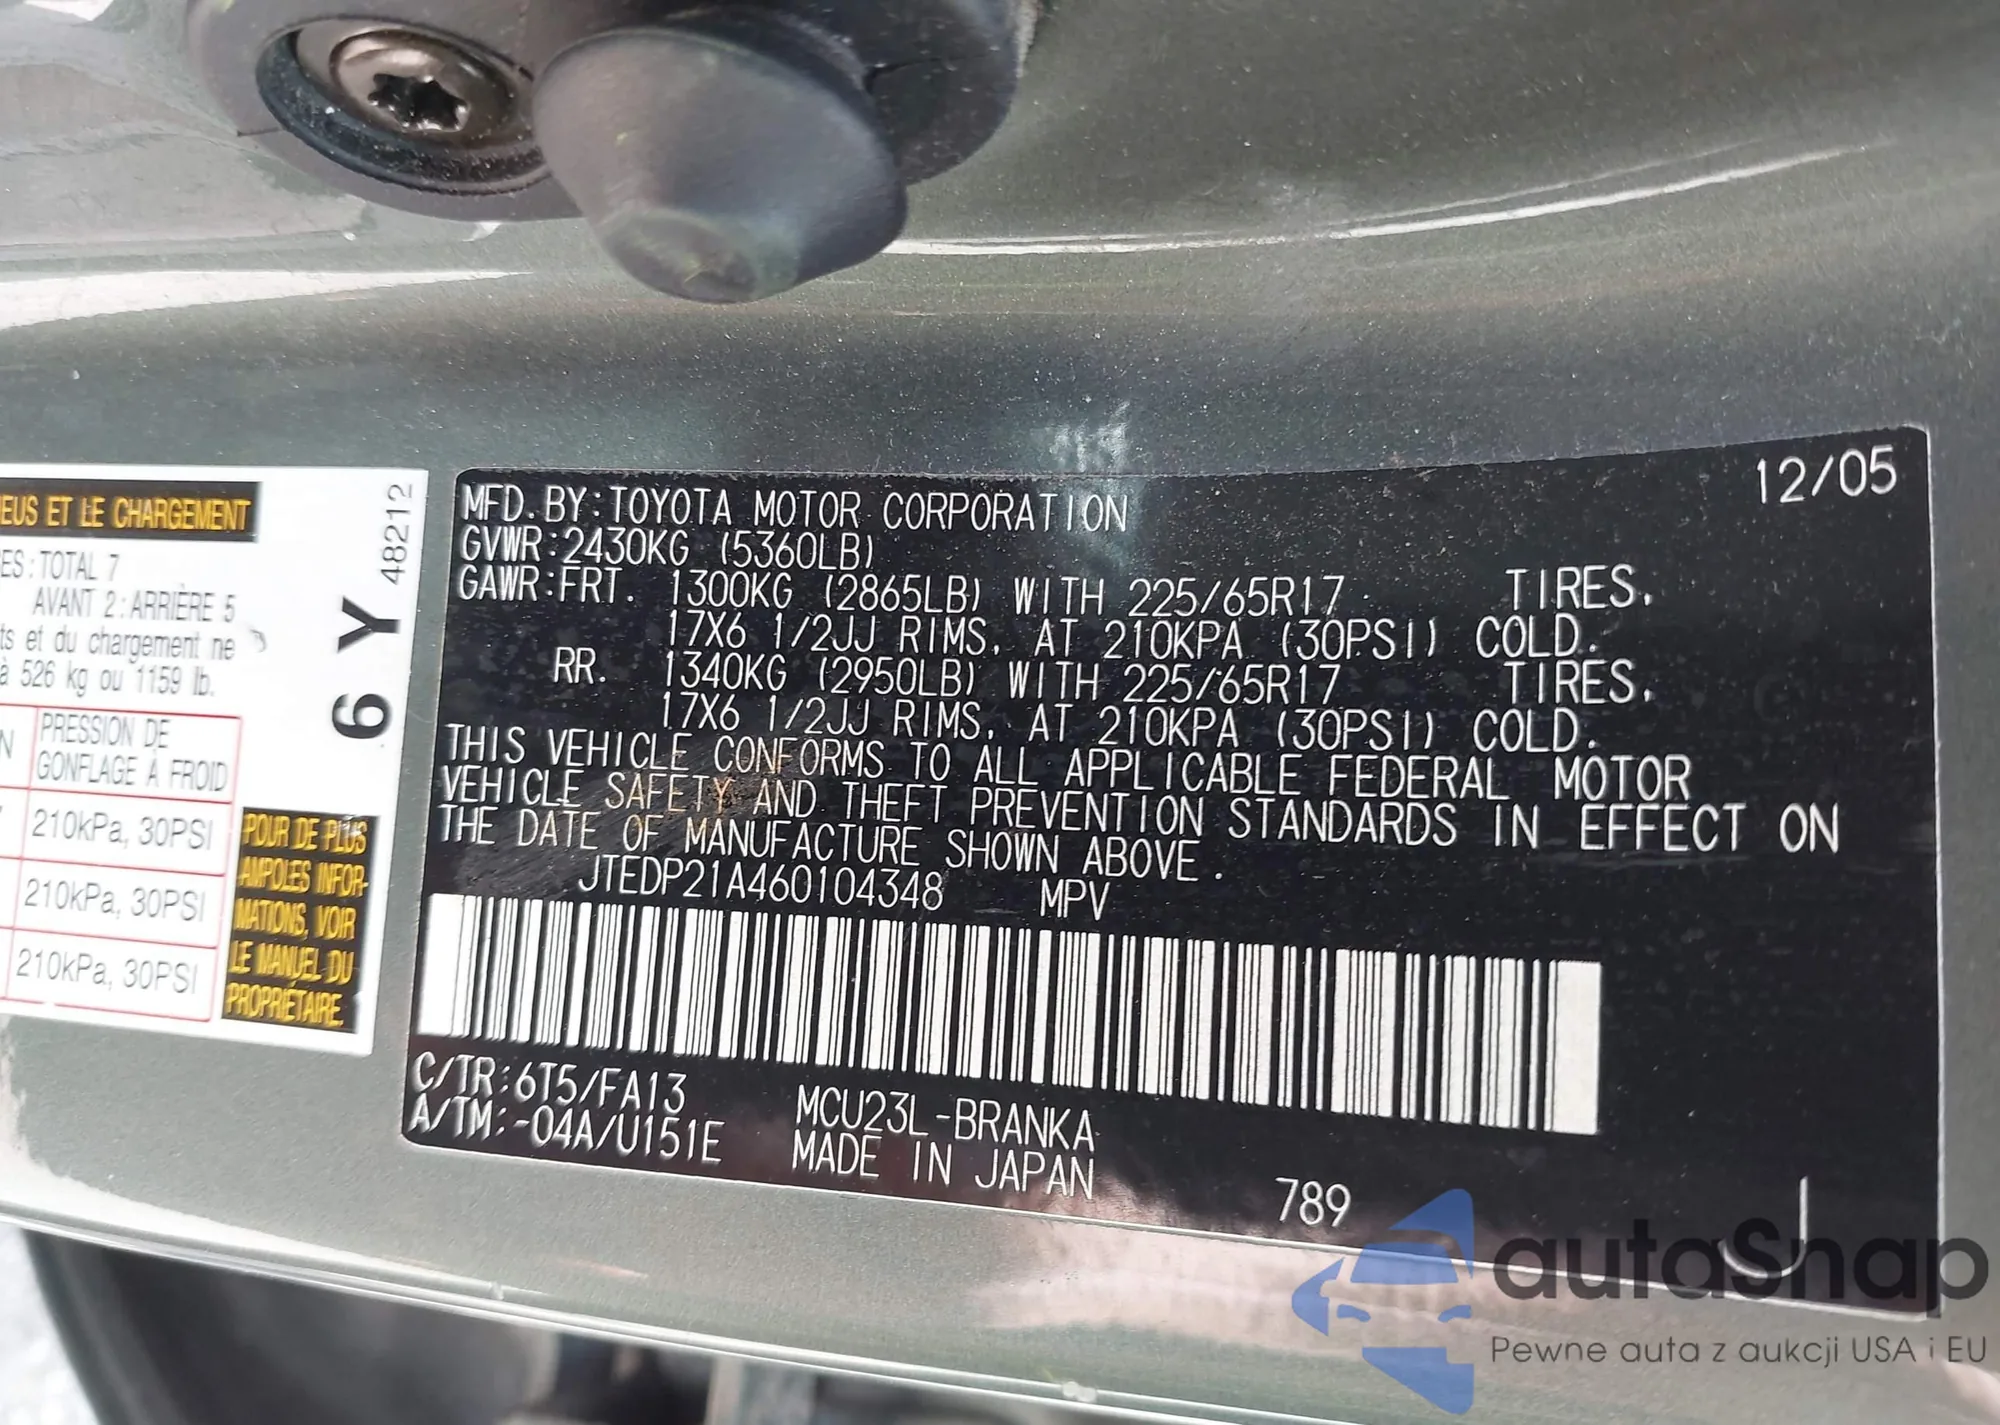 EUS ET LE CHARGEMENT
ES: TOTAL 7
AVANT 2: ARRIÈRE 5
ts et du chargement ne
à 526 kg ou 1159 lb.
N
PRESSION DE
GONFLAGE À FROID
210kPa, 30PSI
210kPa, 30PSI
210kPa, 30PSI
POUR DE PLUS
AMPOLES INFOR-
MATIONS, VOIR
LE MANUEL DU
PROPRIÉTAIRE.
6 Y 48212
12/05
MFD. BY: TOYOTA MOTOR CORPORATION
GVWR: 2430KG (5360LB)
GAWR: FRT. 1300KG (2865LB) WITH 225/65R17 TIRES,
17X6 1/2JJ RIMS, AT 210KPA (30PSI) COLD.
RR. 1340KG (2950LB) WITH 225/65R17 TIRES,
17X6 1/2JJ RIMS, AT 210KPA (30PSI) COLD.
THIS VEHICLE CONFORMS TO ALL APPLICABLE FEDERAL MOTOR
VEHICLE SAFETY AND THEFT PREVENTION STANDARDS IN EFFECT ON
THE DATE OF MANUFACTURE SHOWN ABOVE.
JTEDP21A460104348 MPV
C/TR: 6T5/FA13
A/TM: -04A/U151E
MCU23L-BRANKA
MADE IN JAPAN
789
J
autaSnap
Pewne auta z aukcji USA i EU